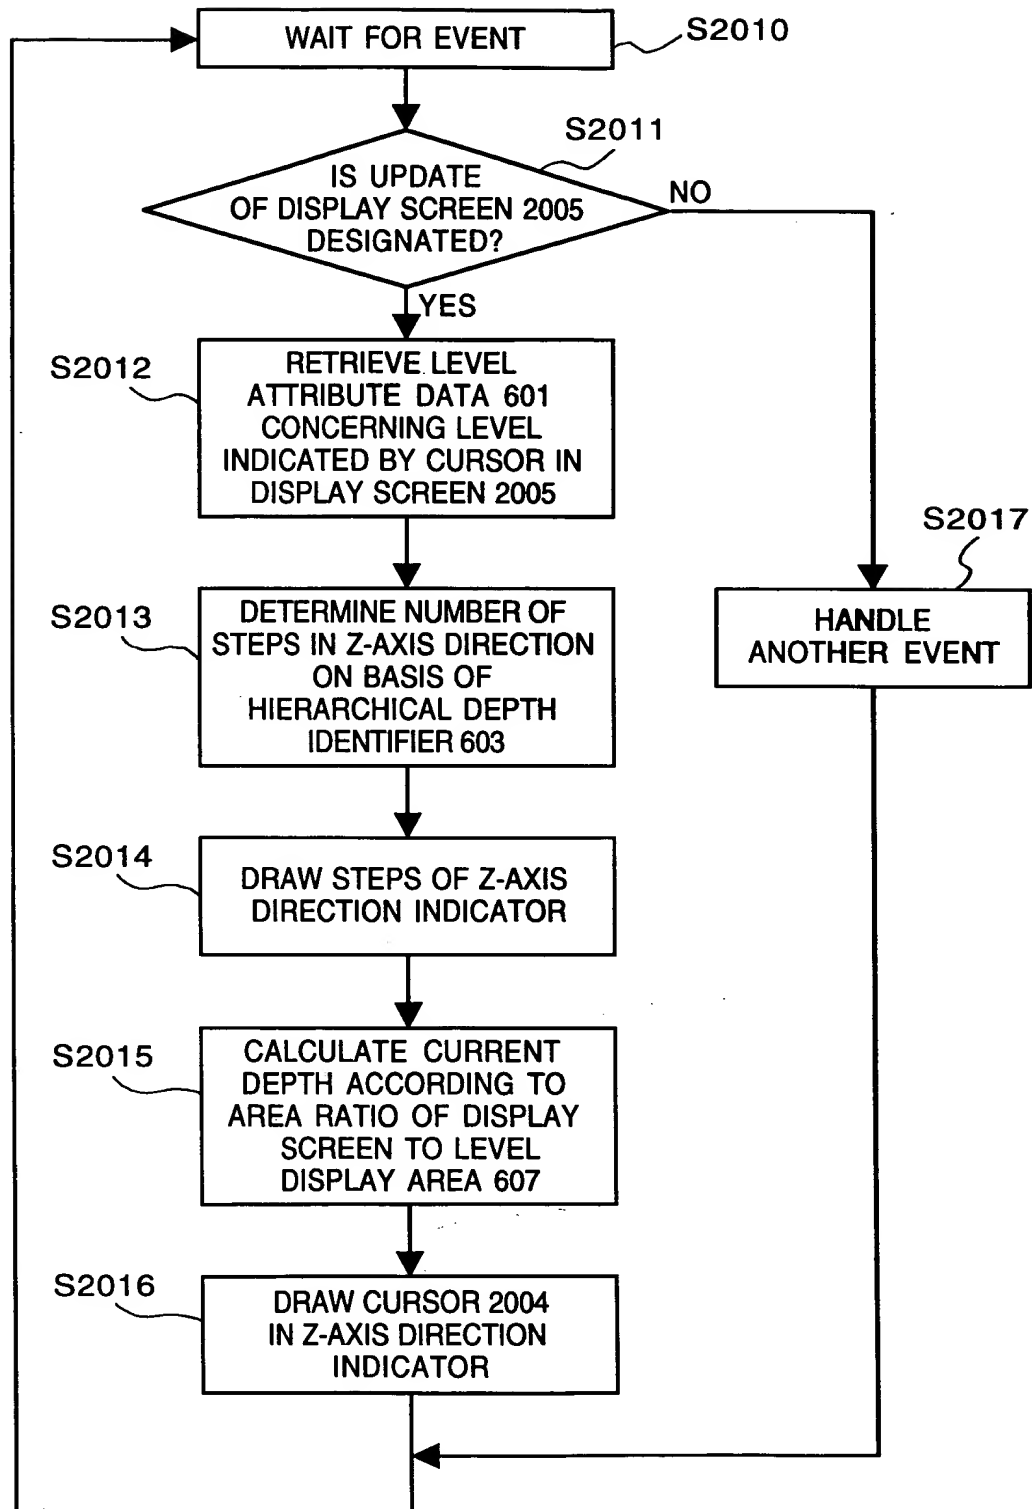 WAIT FOR EVENT
S2010
S2011
IS UPDATE
OF DISPLAY SCREEN 2005
DESIGNATED?
NO
YES
S2012
RETRIEVE LEVEL
ATTRIBUTE DATA 601
CONCERNING LEVEL
INDICATED BY CURSOR IN
DISPLAY SCREEN 2005
S2017
HANDLE
ANOTHER EVENT
S2013
DETERMINE NUMBER OF
STEPS IN Z-AXIS DIRECTION
ON BASIS OF
HIERARCHICAL DEPTH
IDENTIFIER 603
S2014
DRAW STEPS OF Z-AXIS
DIRECTION INDICATOR
S2015
CALCULATE CURRENT
DEPTH ACCORDING TO
AREA RATIO OF DISPLAY
SCREEN TO LEVEL
DISPLAY AREA 607
S2016
DRAW CURSOR 2004
IN Z-AXIS DIRECTION
INDICATOR